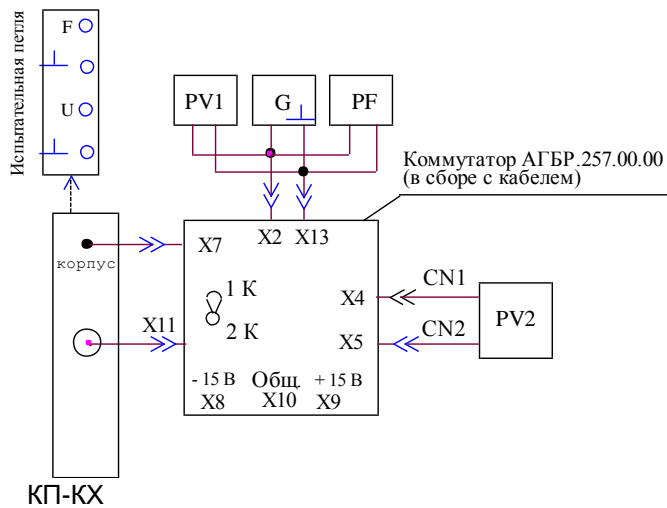 Испытательная петля
F
U
PV1
G
PF
Коммутатор АГБР.257.00.00
(в сборе с кабелем)
X7
X2
X13
корпус
1 К
2 К
X11
X4
X5
CN1
CN2
PV2
- 15 В
Общ.
+ 15 В
X8
X10
X9
КП-КХ